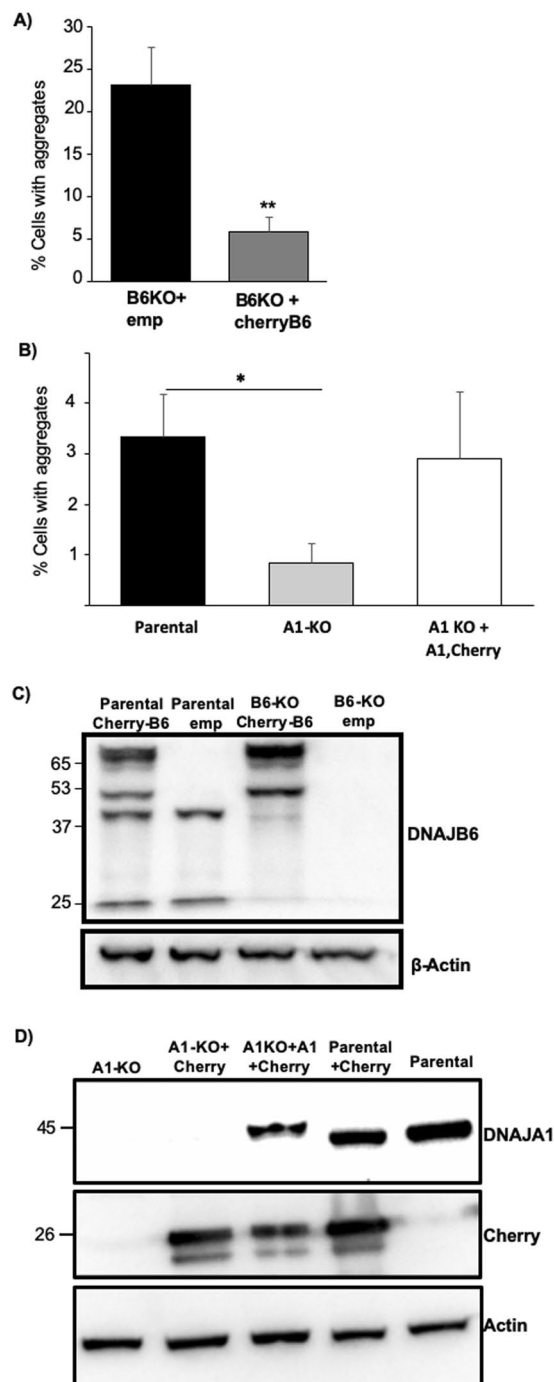 A)
30
25
20
15
10
5
0
% Cells with aggregates
**
B6KO+
emp
B6KO +
cherryB6
B)
4
3
2
1
% Cells with aggregates
*
Parental
A1-KO
A1 KO +
A1,Cherry
C)
Parental
Cherry-B6
Parental
emp
B6-KO
Cherry-B6
B6-KO
emp
65
53
37
25
DNAJB6
β-Actin
D)
A1-KO
A1-KO+
Cherry
A1KO+A1
+Cherry
Parental
+Cherry
Parental
45
DNAJA1
26
Cherry
Actin